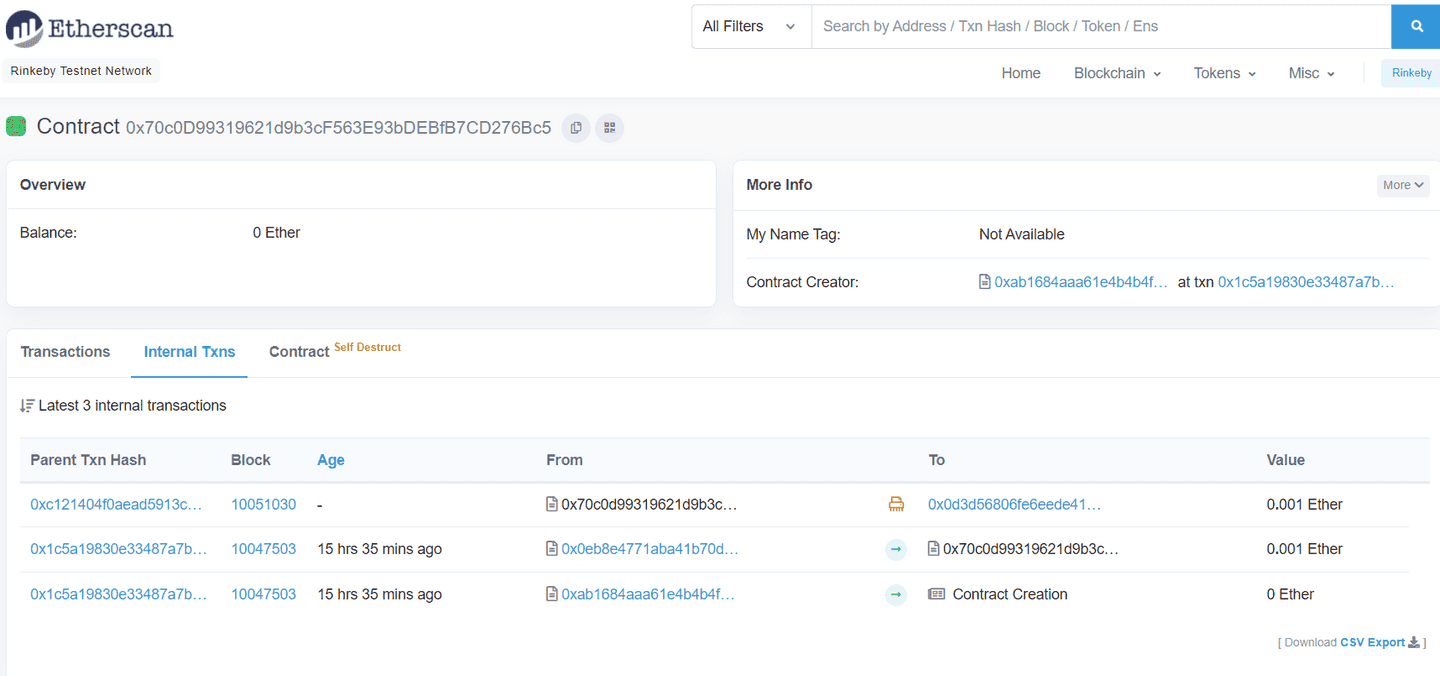 Etherscan
All Filters
Search by Address / Txn Hash / Block / Token / Ens
Rinkeby Testnet Network
Home
Blockchain
Tokens
Misc
Rinkeby
Contract 0x70c0D99319621d9b3cF563E93bDEBfB7CD276Bc5
Overview
Balance: 0 Ether
More Info
More
My Name Tag: Not Available
Contract Creator: 0xab1684aaa61e4b4b4f... at txn 0x1c5a19830e33487a7b...
Transactions
Internal Txns
Contract Self Destruct
Latest 3 internal transactions
Parent Txn Hash Block Age From To Value
0xc121404f0aead5913c... 10051030 - 0x70c0d99319621d9b3c... 0x0d3d56806fe6eede41... 0.001 Ether
0x1c5a19830e33487a7b... 10047503 15 hrs 35 mins ago 0x0eb8e4771aba41b70d... 0x70c0d99319621d9b3c... 0.001 Ether
0x1c5a19830e33487a7b... 10047503 15 hrs 35 mins ago 0xab1684aaa61e4b4b4f... Contract Creation 0 Ether
[ Download CSV Export ]